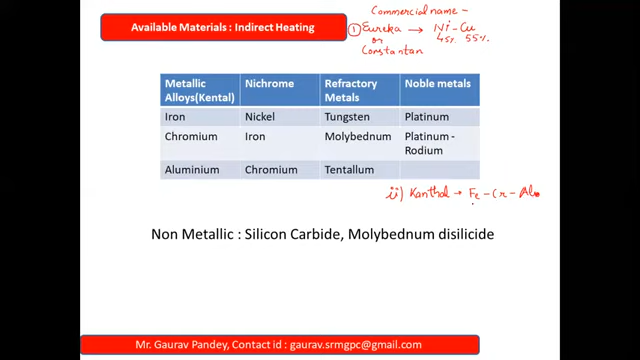 Available Materials : Indirect Heating
Commercial name -
① Eureka → Ni - Cu
or 45% 55%
Constantan
Metallic Alloys(Kental) Nichrome Refractory Metals Noble metals
Iron Nickel Tungsten Platinum
Chromium Iron Molybednum Platinum - Rodium
Aluminium Chromium Tentallum
ii) Kanthal → Fe - Cr - Al
Non Metallic : Silicon Carbide, Molybednum disilicide
Mr. Gaurav Pandey, Contact id : gaurav.srmgpc@gmail.com